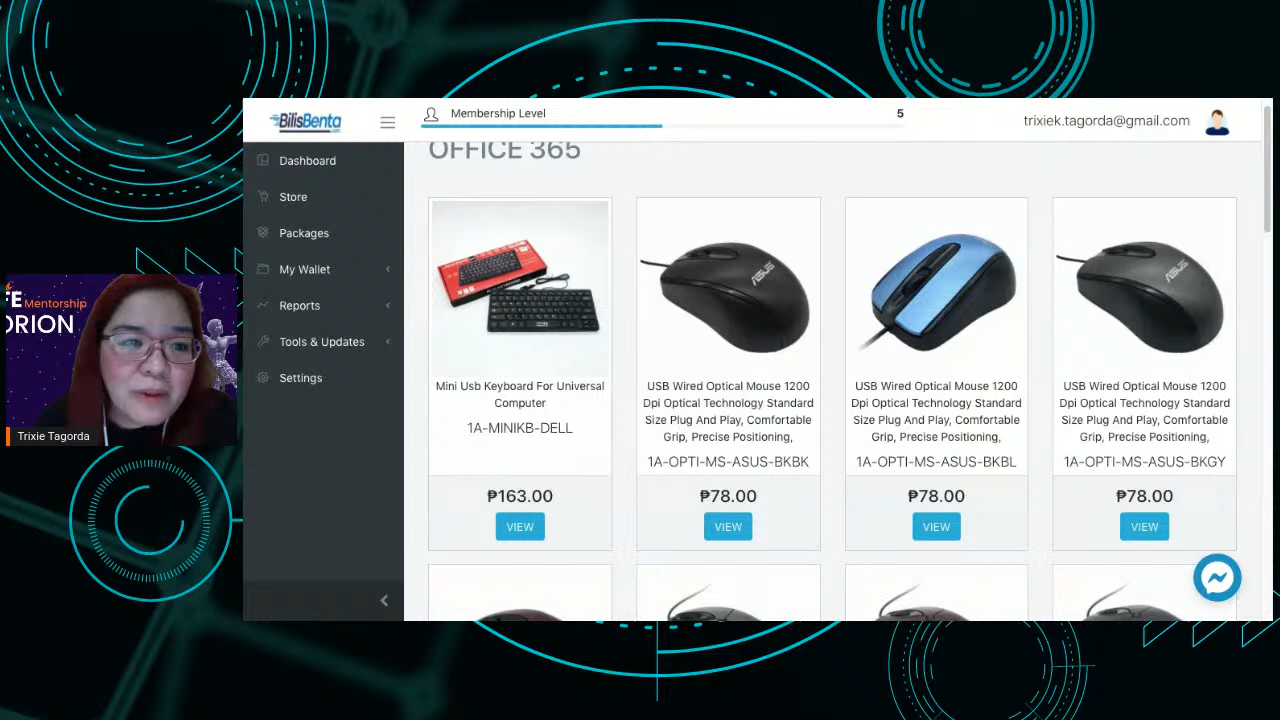 BilisBenta
Membership Level
5
trixiek.tagorda@gmail.com
Dashboard
Store
Packages
My Wallet
Reports
Tools & Updates
Settings
OFFICE 365
Mini Usb Keyboard For Universal
Computer
1A-MINIKB-DELL
₱163.00
VIEW
USB Wired Optical Mouse 1200
Dpi Optical Technology Standard
Size Plug And Play, Comfortable
Grip, Precise Positioning,
1A-OPTI-MS-ASUS-BKBK
₱78.00
VIEW
USB Wired Optical Mouse 1200
Dpi Optical Technology Standard
Size Plug And Play, Comfortable
Grip, Precise Positioning,
1A-OPTI-MS-ASUS-BKBL
₱78.00
VIEW
USB Wired Optical Mouse 1200
Dpi Optical Technology Standard
Size Plug And Play, Comfortable
Grip, Precise Positioning,
1A-OPTI-MS-ASUS-BKGY
₱78.00
VIEW
ASUS
ASUS
FE Mentorship
ORION
Trixie Tagorda